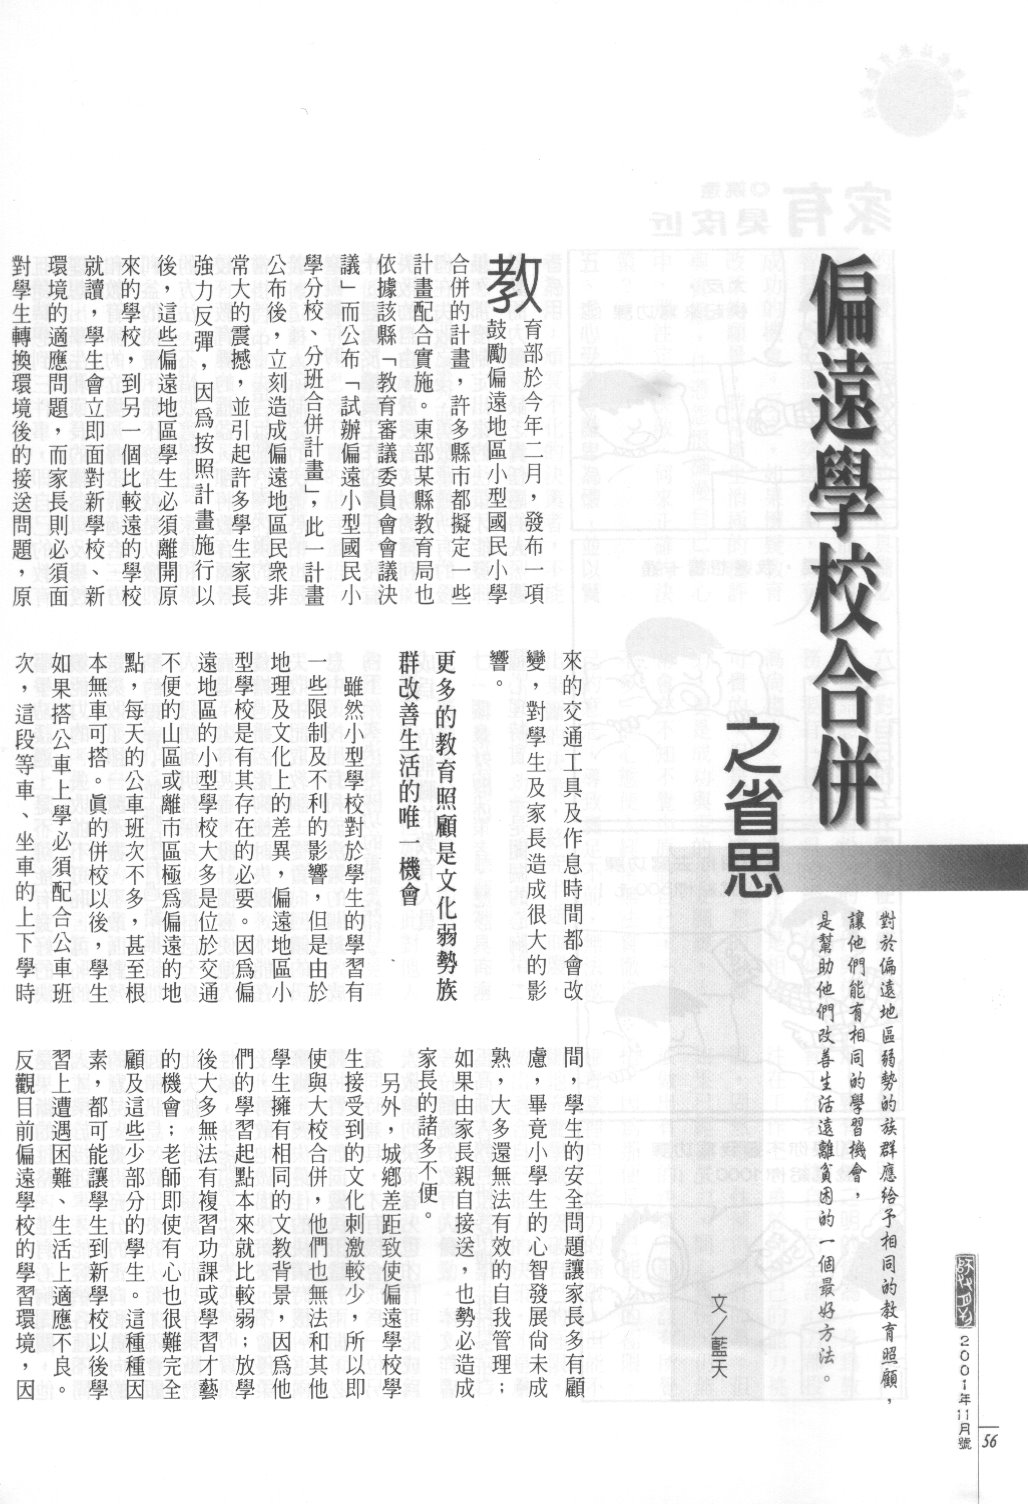 偏遠學校合併
之省思
對於偏遠地區弱勢的族群應給予相同的教育照顧，
讓他們能有相同的學習機會，
是幫助他們改善生活遠離貧困的一個最好方法。
文／藍天
教
育部於今年二月，發布一項
鼓勵偏遠地區小型國民小學
合併的計畫，許多縣市都擬定一些
計畫配合實施。東部某縣教育局也
依據該縣「教育審議委員會會議決
議」而公布「試辦偏遠小型國民小
學分校、分班合併計畫」，此一計畫
公布後，立刻造成偏遠地區民衆非
常大的震撼，並引起許多學生家長
強力反彈，因爲按照計畫施行以
後，這些偏遠地區學生必須離開原
來的學校，到另一個比較遠的學校
就讀，學生會立即面對新學校、新
環境的適應問題，而家長則必須面
對學生轉換環境後的接送問題，原
來的交通工具及作息時間都會改
變，對學生及家長造成很大的影
響。
更多的教育照顧是文化弱勢族
群改善生活的唯一機會
雖然小型學校對於學生的學習有
一些限制及不利的影響，但是由於
地理及文化上的差異，偏遠地區小
型學校是有其存在的必要。因爲偏
遠地區的小型學校大多是位於交通
不便的山區或離市區極爲偏遠的地
點，每天的公車班次不多，甚至根
本無車可搭。眞的併校以後，學生
如果搭公車上學必須配合公車班
次，這段等車、坐車的上下學時
間，學生的安全問題讓家長多有顧
慮，畢竟小學生的心智發展尙未成
熟，大多還無法有效的自我管理；
如果由家長親自接送，也勢必造成
家長的諸多不便。
另外，城鄉差距致使偏遠學校學
生接受到的文化刺激較少，所以即
使與大校合併，他們也無法和其他
學生擁有相同的文教背景，因爲他
們的學習起點本來就比較弱；放學
後大多無法有複習功課或學習才藝
的機會；老師即使有心也很難完全
顧及這些少部分的學生。這種種因
素，都可能讓學生到新學校以後學
習上遭遇困難、生活上適應不良。
反觀目前偏遠學校的學習環境，因
2001年11月號
56